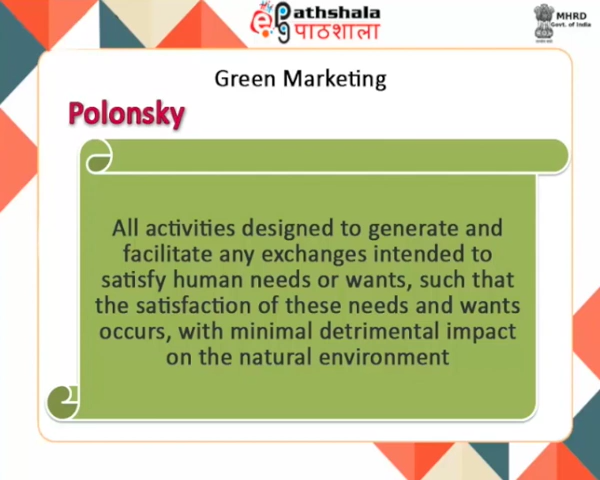 ePathshala
पाठशाला
MHRD
Govt. of India
Green Marketing
Polonsky
All activities designed to generate and
facilitate any exchanges intended to
satisfy human needs or wants, such that
the satisfaction of these needs and wants
occurs, with minimal detrimental impact
on the natural environment